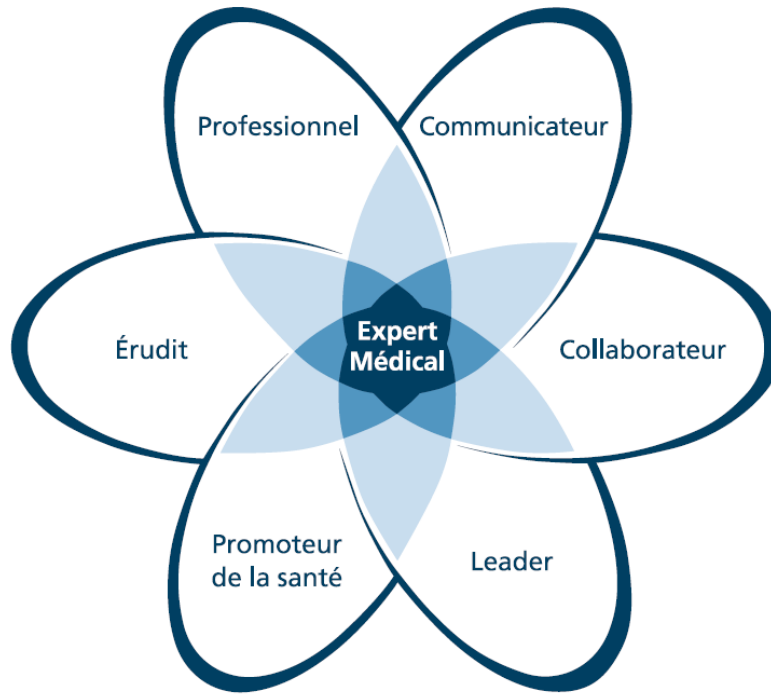 Professionnel
Communicateur
Érudit
Expert
Médical
Collaborateur
Promoteur
de la santé
Leader